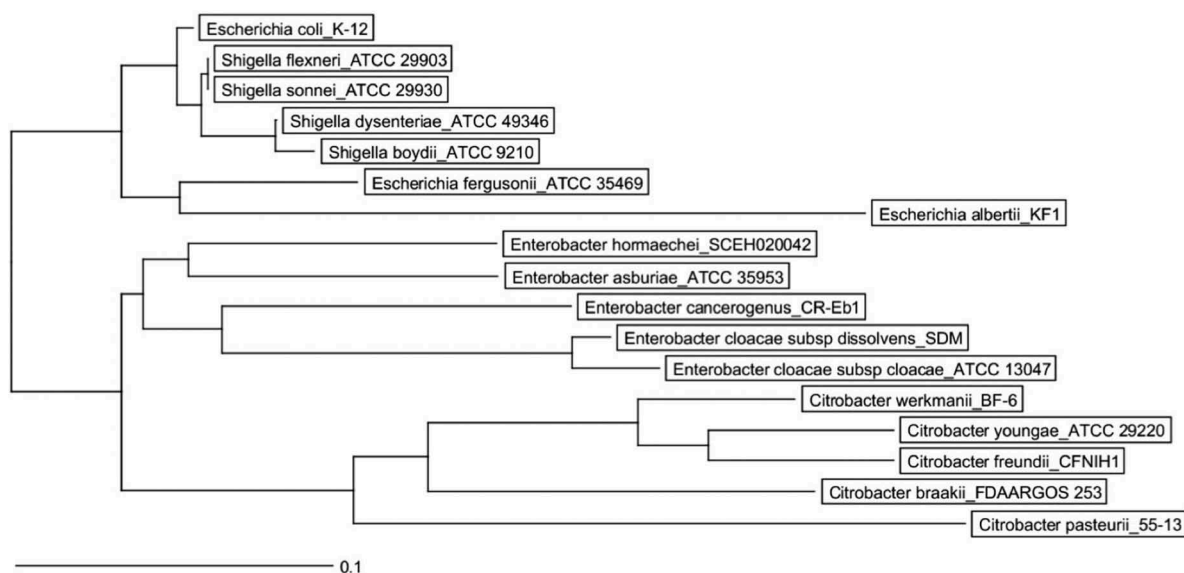 Escherichia coli_K-12
Shigella flexneri_ATCC 29903
Shigella sonnei_ATCC 29930
Shigella dysenteriae_ATCC 49346
Shigella boydii_ATCC 9210
Escherichia fergusonii_ATCC 35469
Escherichia albertii_KF1
Enterobacter hormaechei_SCEH020042
Enterobacter asburiae_ATCC 35953
Enterobacter cancerogenus_CR-Eb1
Enterobacter cloacae subsp dissolvens_SDM
Enterobacter cloacae subsp cloacae_ATCC 13047
Citrobacter werkmanii_BF-6
Citrobacter youngae_ATCC 29220
Citrobacter freundii_CFNIH1
Citrobacter braakii_FDAARGOS 253
Citrobacter pasteurii_55-13
0.1